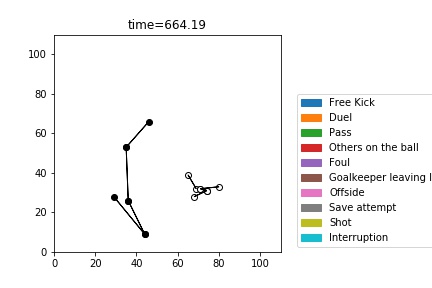 time=664.19
100
80
60
40
20
0
0 20 40 60 80 100
Free Kick
Duel
Pass
Others on the ball
Foul
Goalkeeper leaving l
Offside
Save attempt
Shot
Interruption